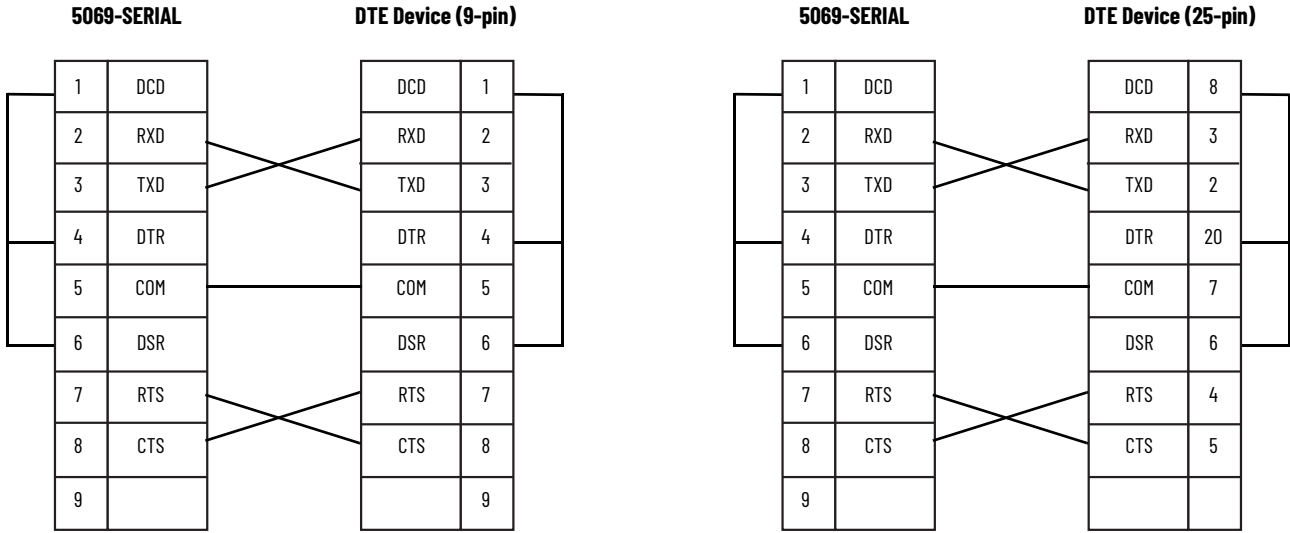 5069-SERIAL DTE Device (9-pin) 5069-SERIAL DTE Device (25-pin)
1 DCD DCD 1 1 DCD DCD 8
2 RXD RXD 2 2 RXD RXD 3
3 TXD TXD 3 3 TXD TXD 2
4 DTR DTR 4 4 DTR DTR 20
5 COM COM 5 5 COM COM 7
6 DSR DSR 6 6 DSR DSR 6
7 RTS RTS 7 7 RTS RTS 4
8 CTS CTS 8 8 CTS CTS 5
9 9 9